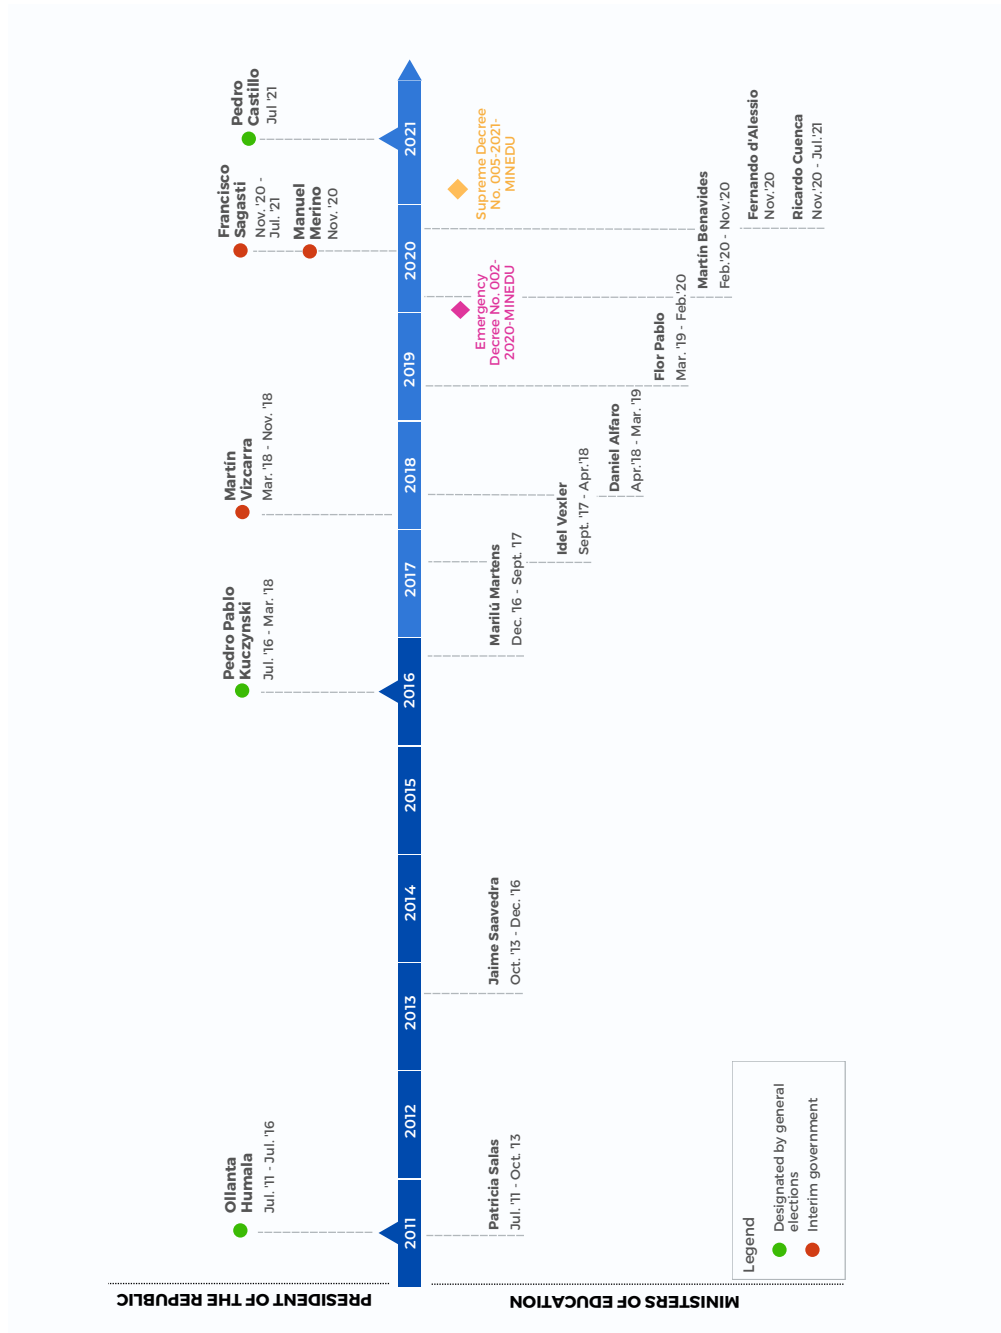 PRESIDENT OF THE REPUBLIC
Ollanta
Humala
Jul. '11 - Jul. '16
Pedro Pablo
Kuczynski
Jul. '16 - Mar. '18
Martín
Vizcarra
Mar. '18 - Nov. '18
Francisco
Sagasti
Nov. '20 -
Jul. '21
Manuel
Merino
Nov. '20
Pedro
Castillo
Jul '21
2011
2012
2013
2014
2015
2016
2017
2018
2019
2020
2021
MINISTERS OF EDUCATION
Patricia Salas
Jul. '11 - Oct. '13
Jaime Saavedra
Oct. '13 - Dec. '16
Marilú Martens
Dec. '16 - Sept. '17
Idel Vexler
Sept. '17 - Apr.'18
Daniel Alfaro
Apr.'18 - Mar. '19
Flor Pablo
Mar. '19 - Feb.'20
Martín Benavides
Feb.'20 - Nov.'20
Fernando d'Alessio
Nov.'20
Ricardo Cuenca
Nov.'20 - Jul.'21
Emergency
Decree No. 002-
2020-MINEDU
Supreme Decree
No. 005-2021-
MINEDU
Legend
Designated by general
elections
Interim government